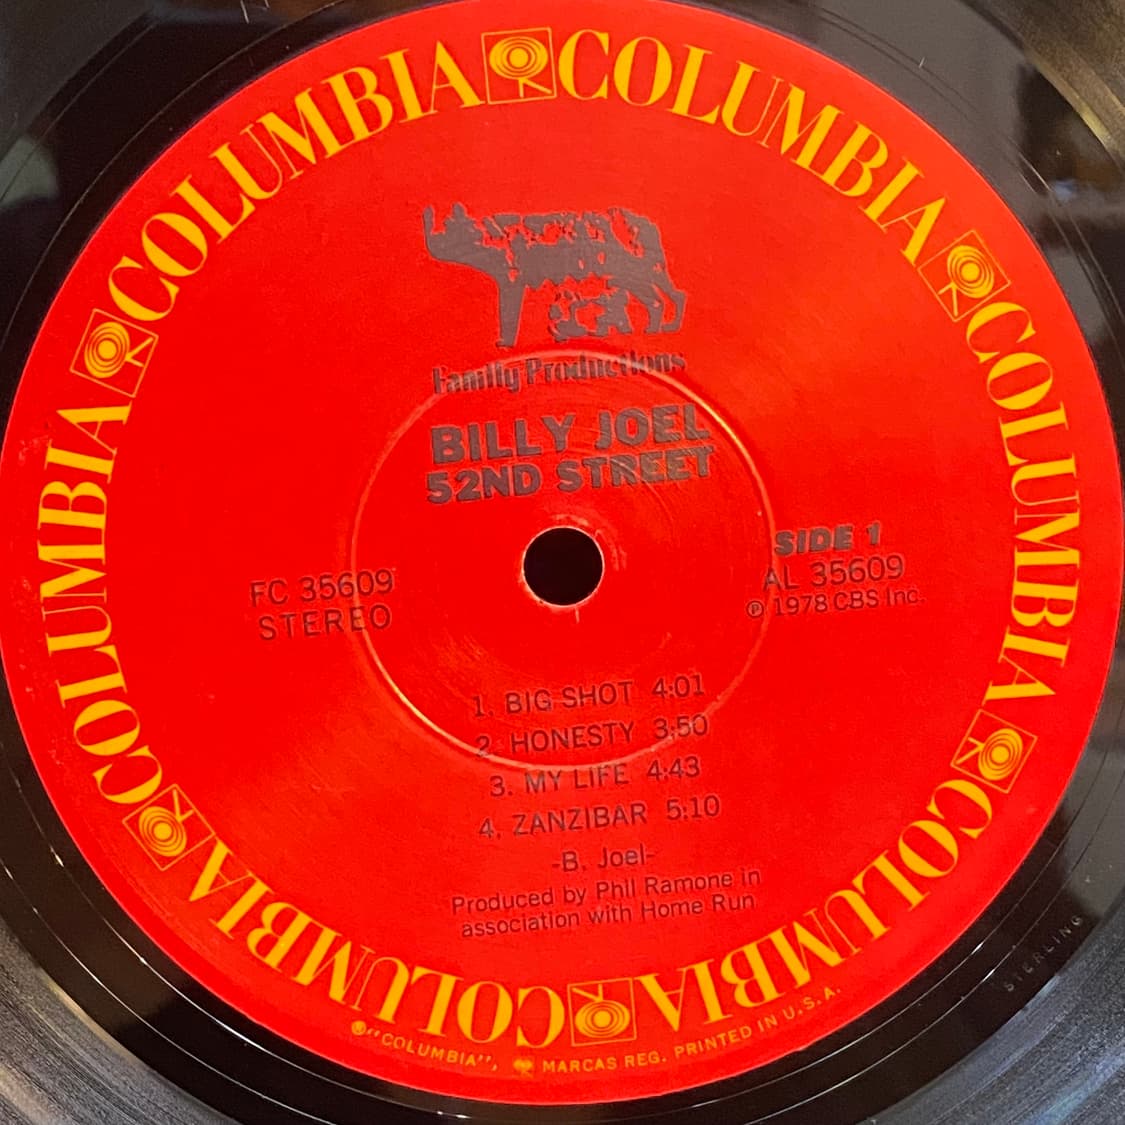 COLUMBIA COLUMBIA COLUMBIA COLUMBIA COLUMBIA COLUMBIA COLUMBIA
Family Productions
BILLY JOEL
52ND STREET
FC 35609
STEREO
SIDE 1
AL 35609
℗ 1978 CBS Inc.
1. BIG SHOT 4:01
2. HONESTY 3:50
3. MY LIFE 4:43
4. ZANZIBAR 5:10
-B. Joel-
Produced by Phil Ramone in
association with Home Run
®"COLUMBIA", MARCAS REG. PRINTED IN U.S.A.
STERLING